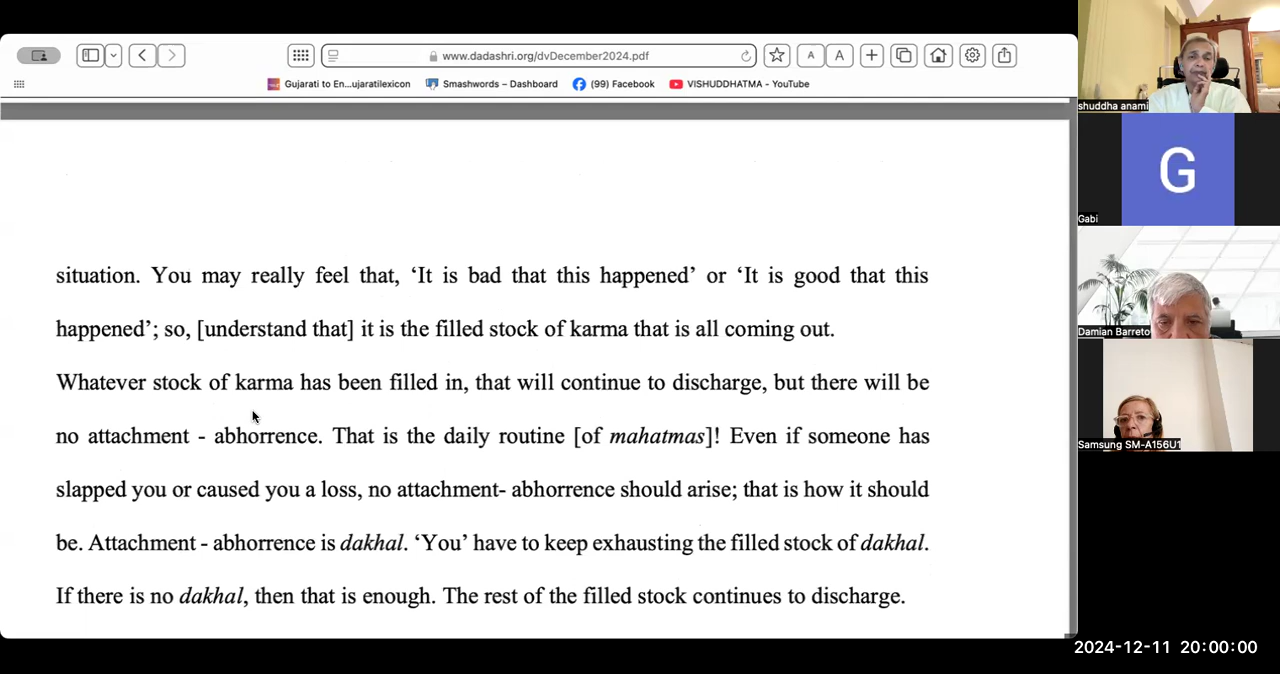 www.dadashri.org/dvDecember2024.pdf
A A
Gujarati to En...ujaratilexicon Smashwords – Dashboard (99) Facebook VISHUDDHATMA - YouTube
situation. You may really feel that, ‘It is bad that this happened’ or ‘It is good that this
happened’; so, [understand that] it is the filled stock of karma that is all coming out.
Whatever stock of karma has been filled in, that will continue to discharge, but there will be
no attachment - abhorrence. That is the daily routine [of mahatmas]! Even if someone has
slapped you or caused you a loss, no attachment- abhorrence should arise; that is how it should
be. Attachment - abhorrence is dakhal. ‘You’ have to keep exhausting the filled stock of dakhal.
If there is no dakhal, then that is enough. The rest of the filled stock continues to discharge.
shuddha anami
G
Gabi
Damian Barreto
Samsung SM-A156U1
2024-12-11 20:00:00